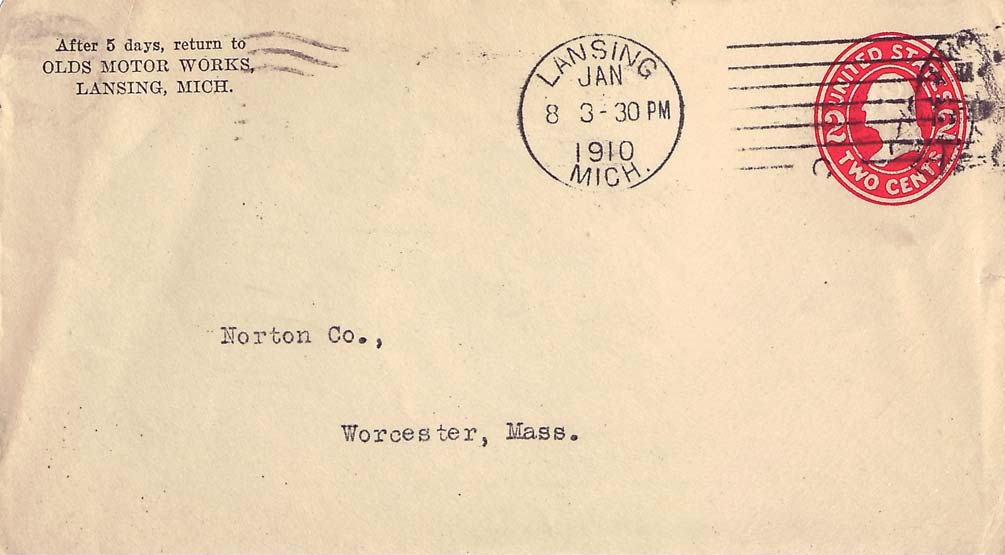 After 5 days, return to
OLDS MOTOR WORKS,
LANSING, MICH.
LANSING
JAN
8 3-30 PM
1910
MICH.
UNITED STATES
2 2
TWO CENTS
Norton Co.,
Worcester, Mass.